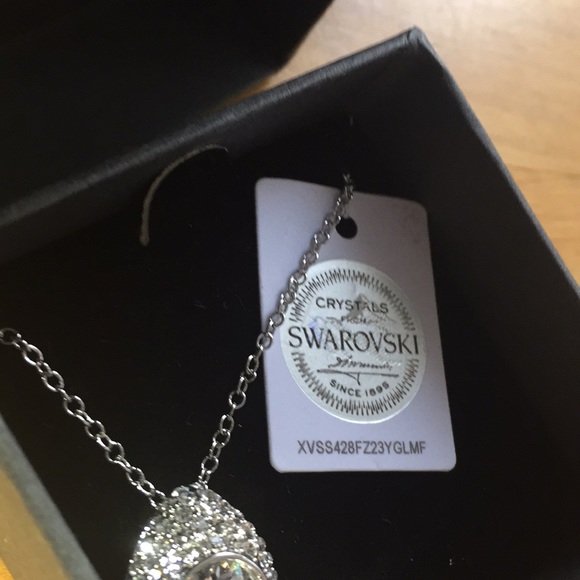 CRYSTALS
FROM
SWAROVSKI
SINCE 1895
XVSS428FZ23YGLMF